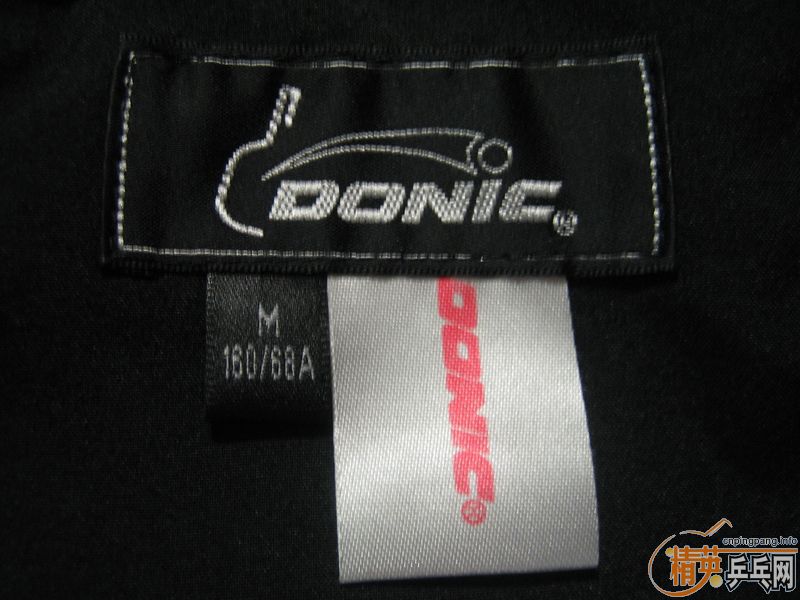 DONIC®
M
160/68A
DONIC®
cnpingpang.info
精英乒乓网